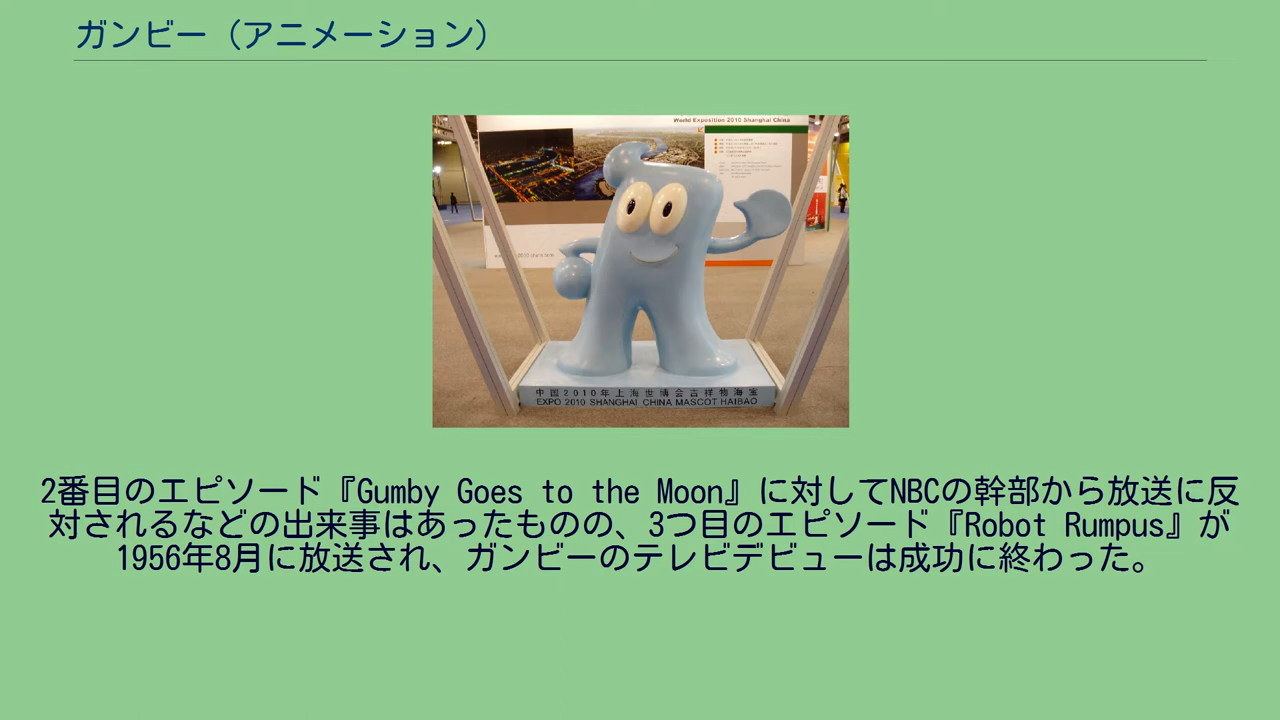 ガンビー（アニメーション）
World Exposition 2010 Shanghai China
中国2010年上海世博会吉祥物海宝
EXPO 2010 SHANGHAI CHINA MASCOT HAIBAO
2番目のエピソード『Gumby Goes to the Moon』に対してNBCの幹部から放送に反
対されるなどの出来事はあったものの、3つ目のエピソード『Robot Rumpus』が
1956年8月に放送され、ガンビーのテレビデビューは成功に終わった。